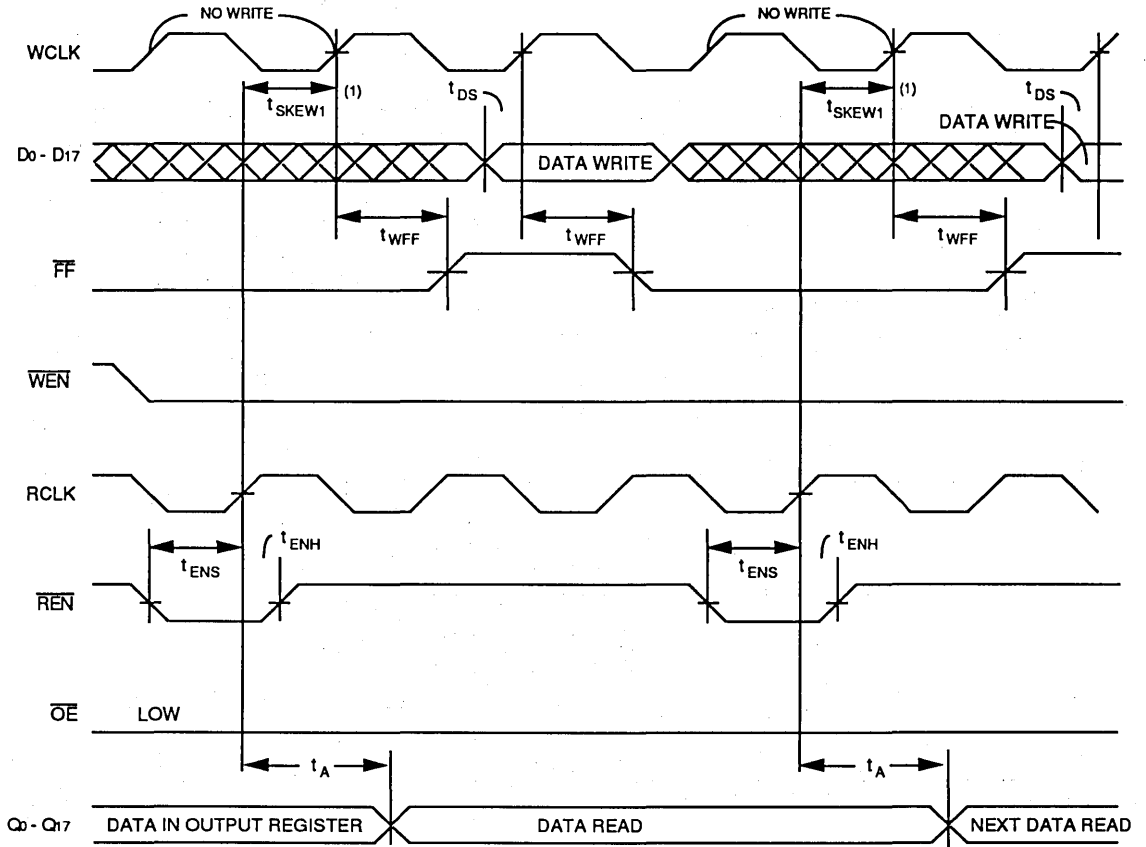 NO WRITE NO WRITE
WCLK
tSKEW1 (1) tDS tSKEW1 (1) tDS
D0 - D17 DATA WRITE DATA WRITE
tWFF tWFF tWFF
FF
WEN
RCLK
tENS tENH tENS tENH
REN
OE LOW
tA tA
Q0 - Q17 DATA IN OUTPUT REGISTER DATA READ NEXT DATA READ